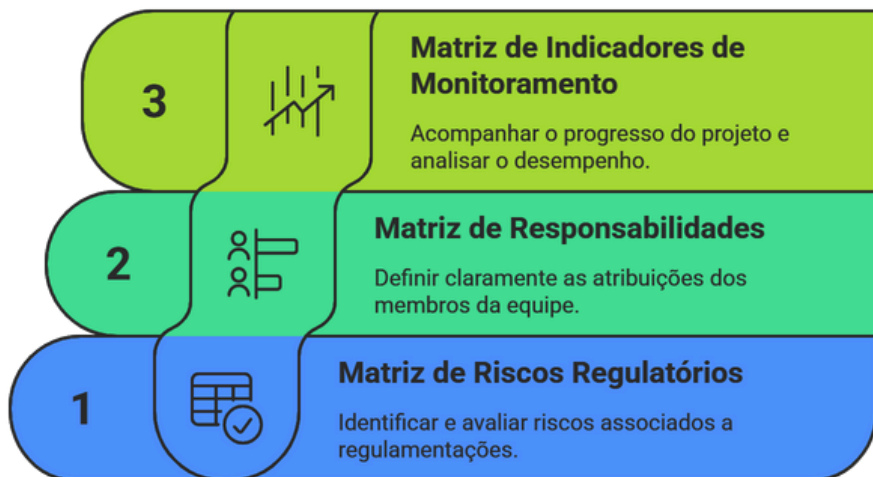 3
Matriz de Indicadores de
Monitoramento
Acompanhar o progresso do projeto e
analisar o desempenho.
2
Matriz de Responsabilidades
Definir claramente as atribuições dos
membros da equipe.
1
Matriz de Riscos Regulatórios
Identificar e avaliar riscos associados a
regulamentações.